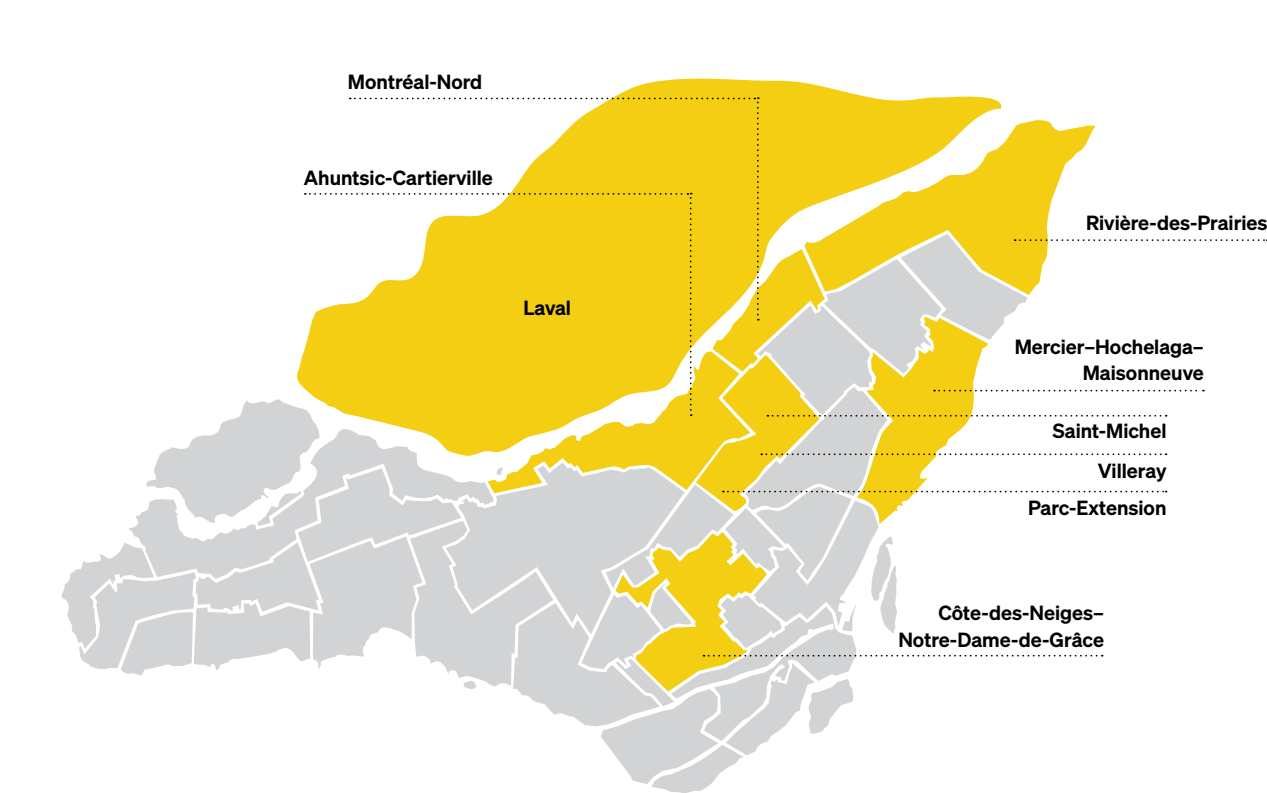 Montréal-Nord
Ahuntsic-Cartierville
Rivière-des-Prairies
Laval
Mercier–Hochelaga–
Maisonneuve
Saint-Michel
Villeray
Parc-Extension
Côte-des-Neiges–
Notre-Dame-de-Grâce